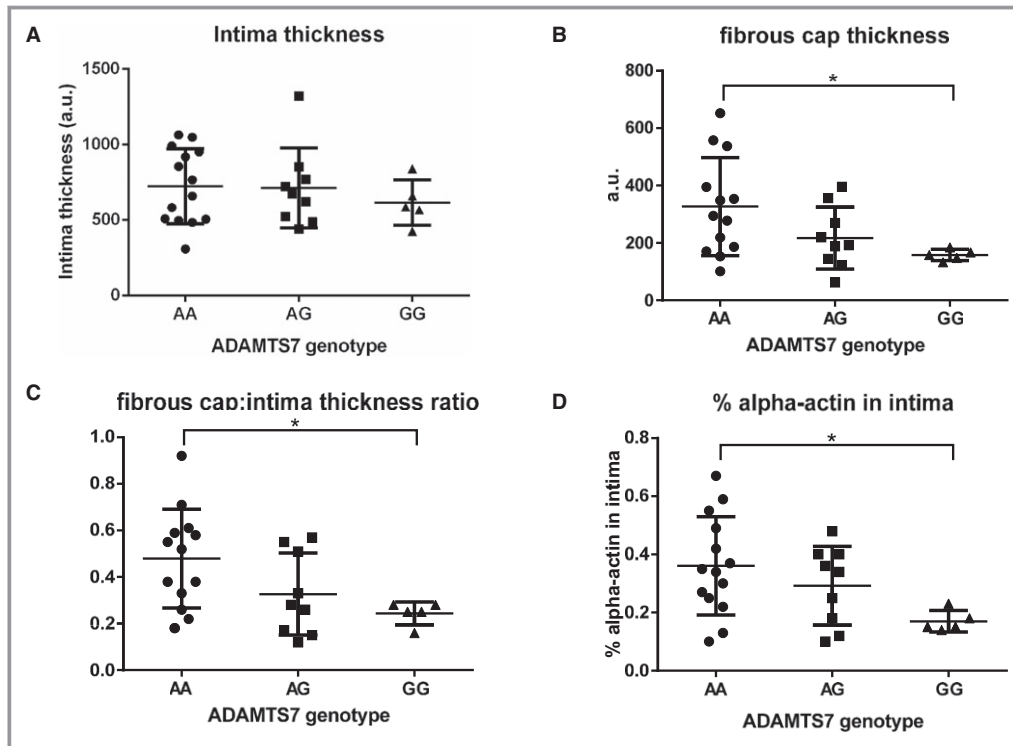 A
Intima thickness
Intima thickness (a.u.)
1500
1000
500
0
AA AG GG
ADAMTS7 genotype
B
fibrous cap thickness
a.u.
800
600
400
200
0
*
AA AG GG
ADAMTS7 genotype
C
fibrous cap:intima thickness ratio
1.0
0.8
0.6
0.4
0.2
0.0
*
AA AG GG
ADAMTS7 genotype
D
% alpha-actin in intima
% alpha-actin in intima
0.8
0.6
0.4
0.2
0.0
*
AA AG GG
ADAMTS7 genotype